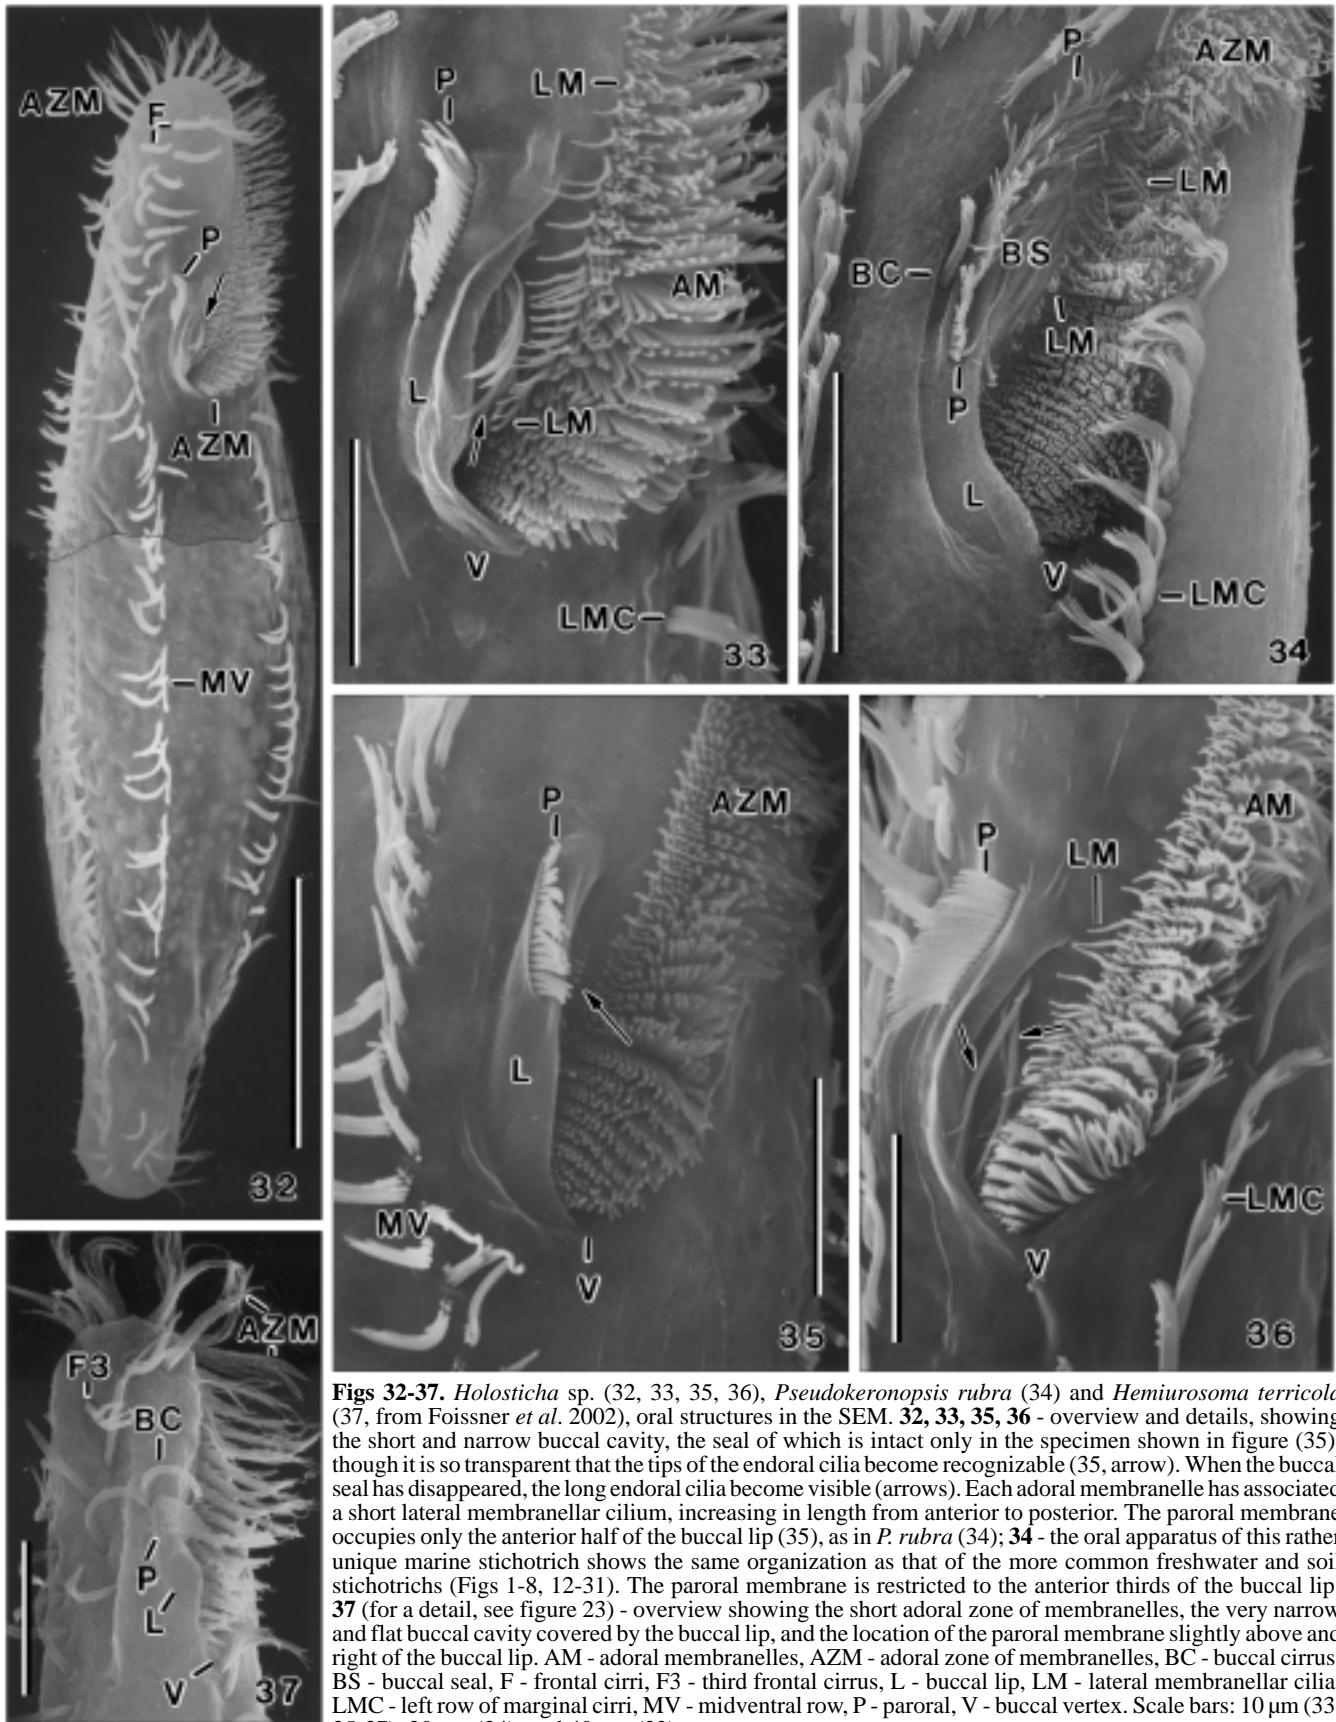 AZM
F
P
AZM
MV
32
P
LM
AM
L
LM
V
LMC
33
P
AZM
LM
BC
BS
LM
P
L
V
LMC
34
P
AZM
L
MV
V
35
P
LM
AM
LMC
V
36
AZM
F3
BC
P
L
V
37
Figs 32-37. Holosticha sp. (32, 33, 35, 36), Pseudokeronopsis rubra (34) and Hemiurosoma terricola
(37, from Foissner et al. 2002), oral structures in the SEM. 32, 33, 35, 36 - overview and details, showing
the short and narrow buccal cavity, the seal of which is intact only in the specimen shown in figure (35)
though it is so transparent that the tips of the endoral cilia become recognizable (35, arrow). When the buccal
seal has disappeared, the long endoral cilia become visible (arrows). Each adoral membranelle has associated
a short lateral membranellar cilium, increasing in length from anterior to posterior. The paroral membrane
occupies only the anterior half of the buccal lip (35), as in P. rubra (34); 34 - the oral apparatus of this rather
unique marine stichotrich shows the same organization as that of the more common freshwater and soil
stichotrichs (Figs 1-8, 12-31). The paroral membrane is restricted to the anterior thirds of the buccal lip
37 (for a detail, see figure 23) - overview showing the short adoral zone of membranelles, the very narrow
and flat buccal cavity covered by the buccal lip, and the location of the paroral membrane slightly above and
right of the buccal lip. AM - adoral membranelles, AZM - adoral zone of membranelles, BC - buccal cirrus
BS - buccal seal, F - frontal cirri, F3 - third frontal cirrus, L - buccal lip, LM - lateral membranellar cilia
LMC - left row of marginal cirri, MV - midventral row, P - paroral, V - buccal vertex. Scale bars: 10 µm (33